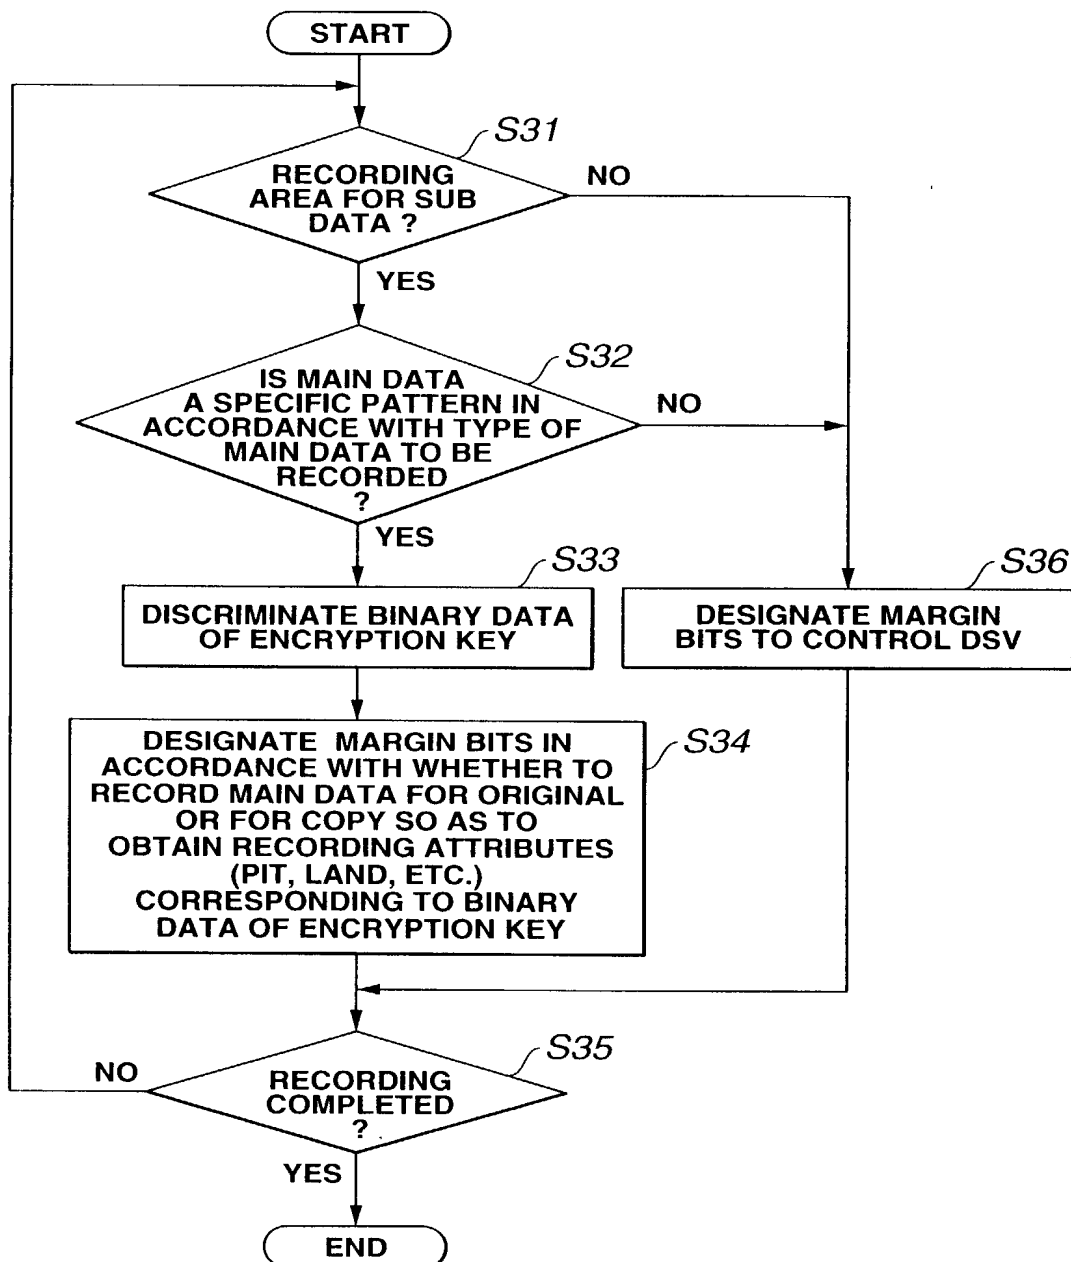 START
S31
RECORDING
AREA FOR SUB
DATA ?
NO
YES
S32
IS MAIN DATA
A SPECIFIC PATTERN IN
ACCORDANCE WITH TYPE OF
MAIN DATA TO BE
RECORDED
?
NO
YES
S33
DISCRIMINATE BINARY DATA
OF ENCRYPTION KEY
S36
DESIGNATE MARGIN
BITS TO CONTROL DSV
S34
DESIGNATE MARGIN BITS IN
ACCORDANCE WITH WHETHER TO
RECORD MAIN DATA FOR ORIGINAL
OR FOR COPY SO AS TO
OBTAIN RECORDING ATTRIBUTES
(PIT, LAND, ETC.)
CORRESPONDING TO BINARY
DATA OF ENCRYPTION KEY
S35
NO
RECORDING
COMPLETED
?
YES
END